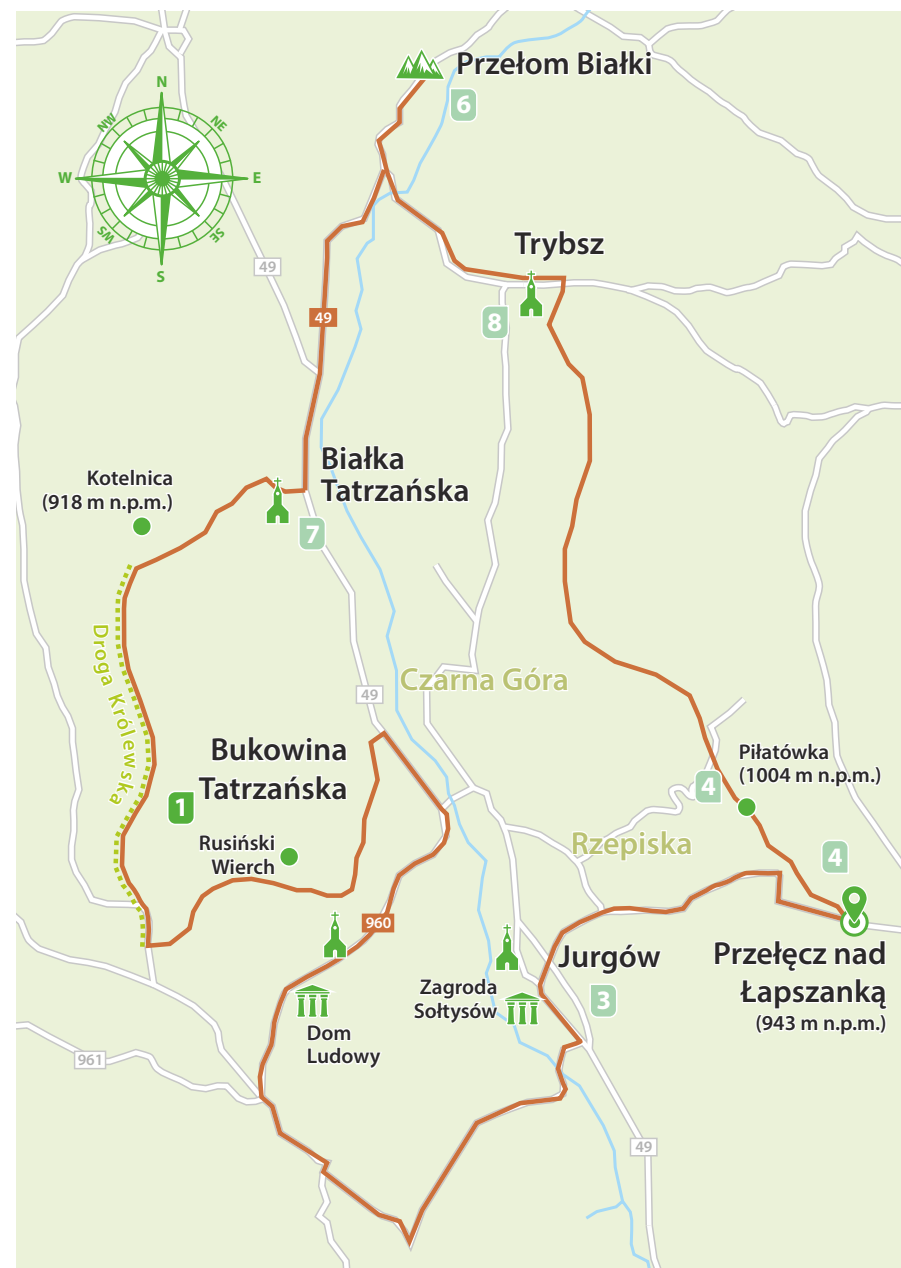 Przełom Białki
6
N
NW
NE
W
E
WS
SE
S
Trybsz
49
49
8
Białka
Tatrzańska
Kotelnica
(918 m n.p.m.)
7
Droga Królewska
Czarna Góra
49
Bukowina
Tatrzańska
Piłatówka
(1004 m n.p.m.)
4
1
Rusiński
Wierch
Rzepiska
4
960
Jurgów
Przełęcz nad
Łapszanką
(943 m n.p.m.)
Zagroda
Sołtysów
3
Dom
Ludowy
961
49